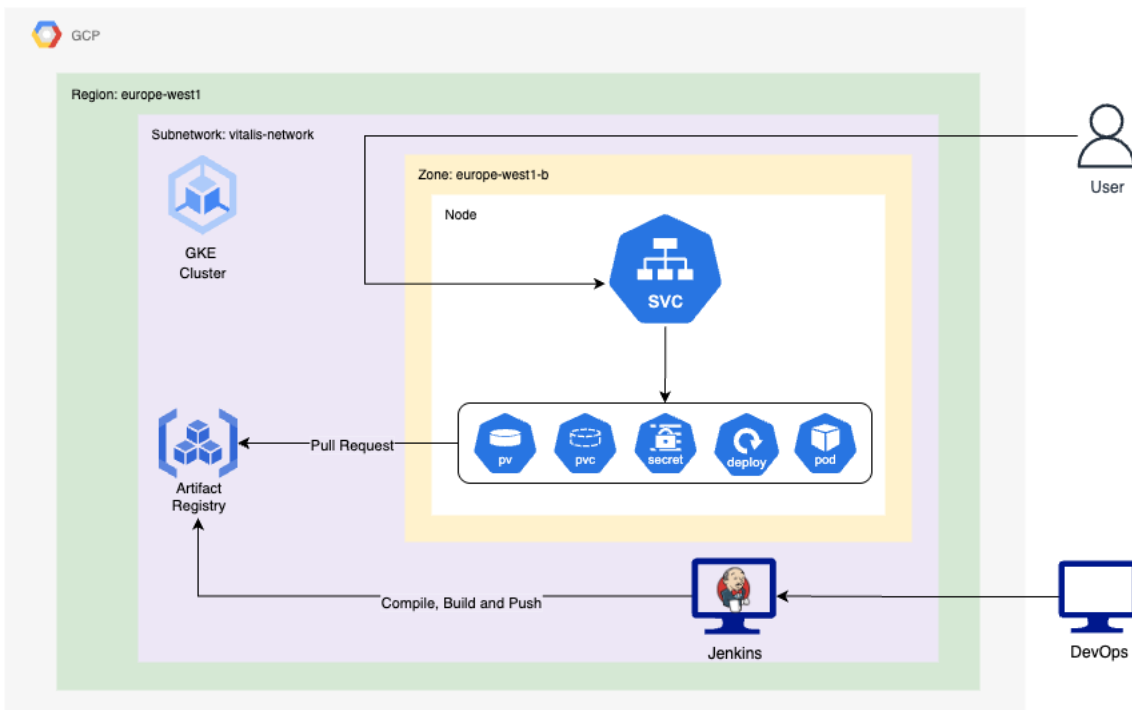 GCP
Region: europe-west1
Subnetwork: vitalis-network
GKE
Cluster
Zone: europe-west1-b
Node
SVC
User
pv
pvc
secret
deploy
pod
Pull Request
Artifact
Registry
Compile, Build and Push
Jenkins
DevOps